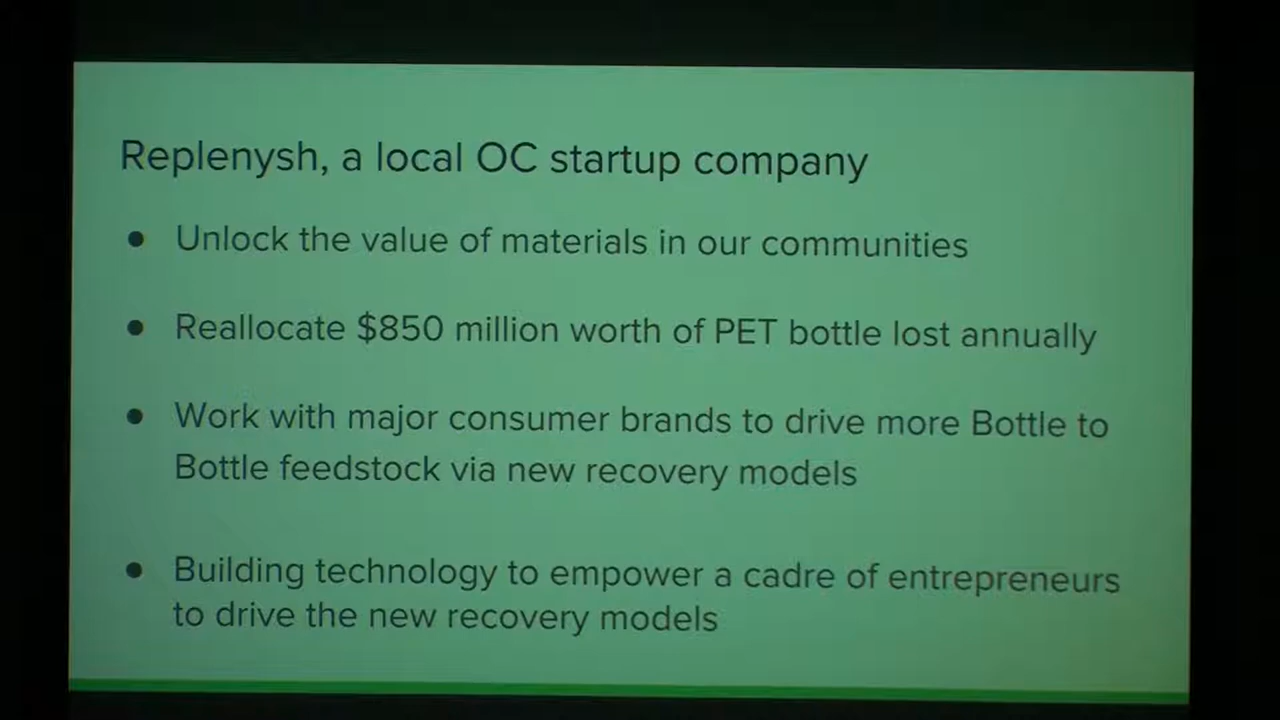 Replenysh, a local OC startup company
● Unlock the value of materials in our communities
● Reallocate $850 million worth of PET bottle lost annually
● Work with major consumer brands to drive more Bottle to
Bottle feedstock via new recovery models
● Building technology to empower a cadre of entrepreneurs
to drive the new recovery models